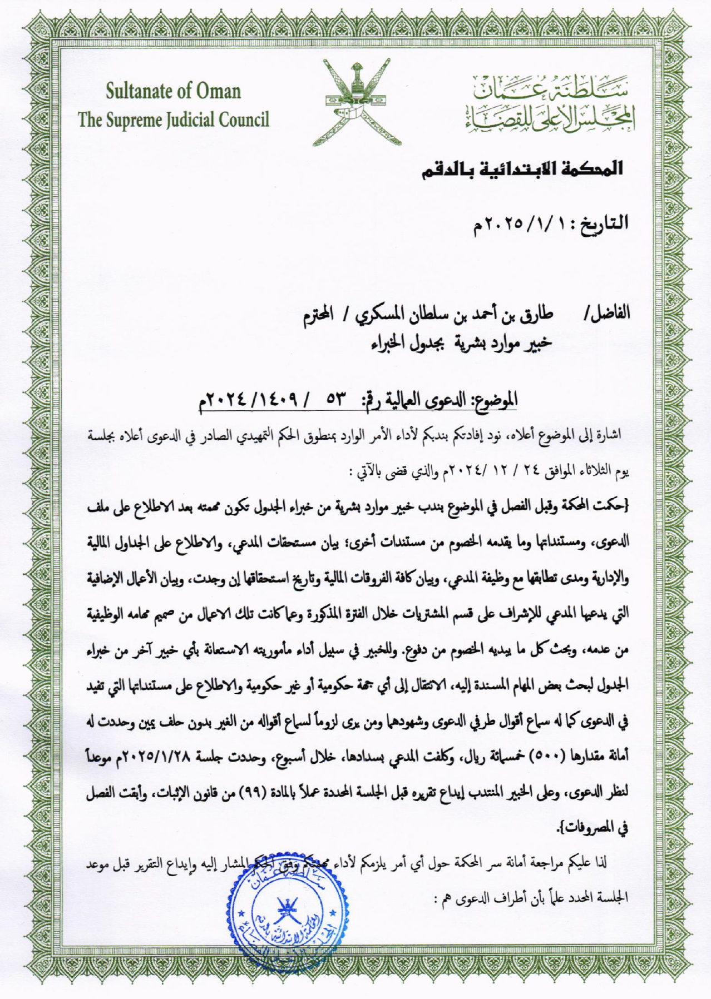 Sultanate of Oman
The Supreme Judicial Council
سلطنة عُمان
المجلس الأعلى للقضاء
المحكمة الابتدائية بالدقم
التاريخ : ١ /١/ ٢٠٢٥م
الفاضل/ طارق بن أحمد بن سلطان المسكري / المحترم
خبير موارد بشرية بجدول الخبراء
الموضوع: الدعوى العمالية رقم: ٥٣ / ١٤٠٩/ ٢٠٢٤م
اشارة إلى الموضوع أعلاه، نود إفادتكم بندبكم لأداء الأمر الوارد بمنطوق الحكم التمهيدي الصادر في الدعوى أعلاه بجلسة
يوم الثلاثاء الموافق ٢٤ / ١٢ /٢٠٢٤م والذي قضى بالآتي :
{حكمت المحكمة وقبل الفصل في الموضوع بندب خبير موارد بشرية من خبراء الجدول تكون مهمته بعد الاطلاع على ملف
الدعوى، ومستنداتها وما يقدمه الخصوم من مستندات أخرى؛ بيان مستحقات المدعي، والاطلاع على الجداول المالية
والإدارية ومدى تطابقها مع وظيفة المدعي، وبيان كافة الفروقات المالية وتاريخ استحقاقها إن وجدت، وبيان الأعمال الإضافية
التي يدعيها المدعي للإشراف على قسم المشتريات خلال الفترة المذكورة وعما كانت تلك الاعمال من صميم مهامه الوظيفية
من عدمه، وبحث كل ما يبديه الخصوم من دفوع. وللخبير في سبيل أداء مأموريته الاستعانة بأي خبير آخر من خبراء
الجدول لبحث بعض المهام المسندة إليه، الانتقال إلى أي جهة حكومية أو غير حكومية والاطلاع على مستنداتها التي تفيد
في الدعوى كما له سماع أقوال طرفي الدعوى وشهودهما ومن يرى لزوماً لسماع أقواله من الغير بدون حلف يمين وحددت له
أمانة مقدارها (٥٠٠) خمسمائة ريال، وكلفت المدعي بسدادها، خلال أسبوع، وحددت جلسة ٢٠٢٥/١/٢٨م موعداً
لنظر الدعوى، وعلى الخبير المنتدب إيداع تقريره قبل الجلسة المحددة عملاً بالمادة (٩٩) من قانون الإثبات، وأبقت الفصل
في المصروفات}.
لذا عليكم مراجعة أمانة سر المحكمة حول أي أمر يلزمكم لأداء مهمتكم وفق الحكم المشار إليه وإيداع التقرير قبل موعد
الجلسة المحدد علماً بأن أطراف الدعوى هم :
سلطنة عُمان
المحكمة الابتدائية بالدقم
المجلس الأعلى للقضاء